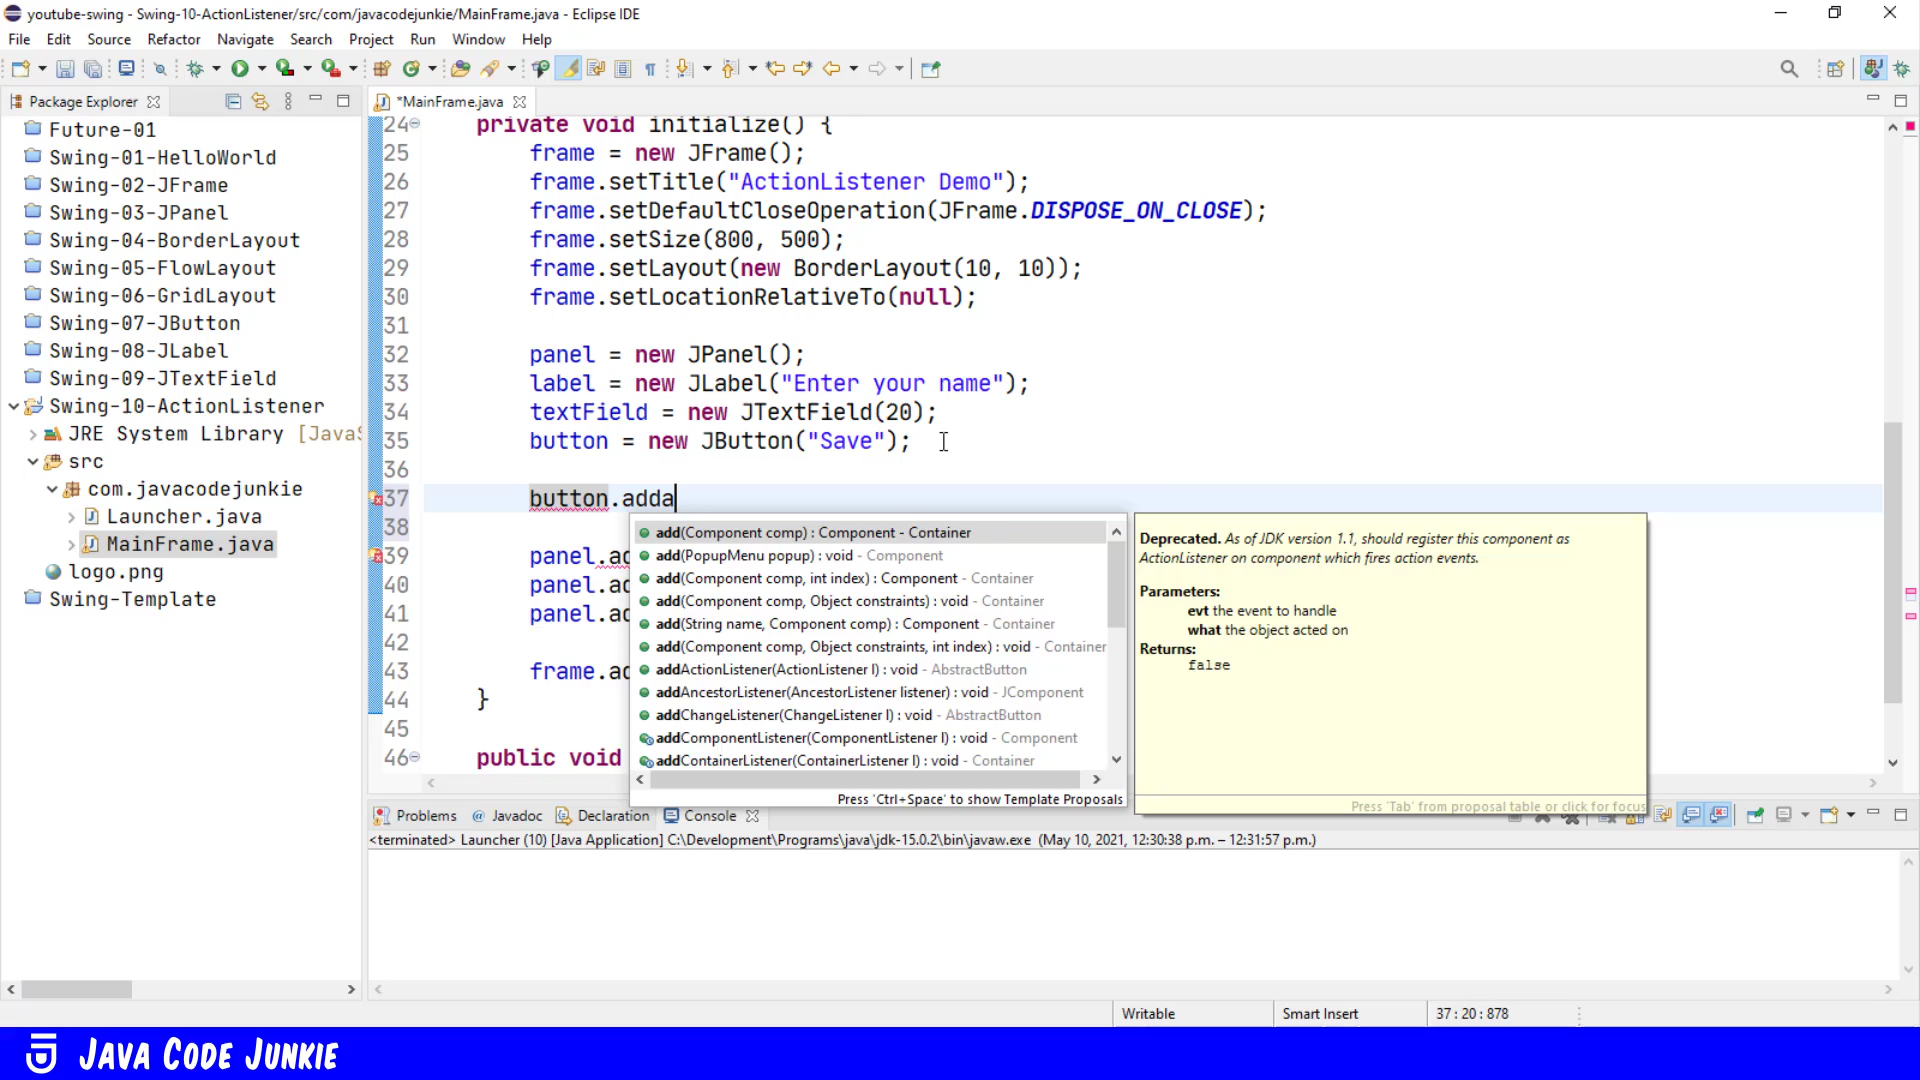 youtube-swing - Swing-10-ActionListener/src/com/javacodejunkie/MainFrame.java - Eclipse IDE
File Edit Source Refactor Navigate Search Project Run Window Help
Package Explorer
*MainFrame.java
Future-01
Swing-01-HelloWorld
Swing-02-JFrame
Swing-03-JPanel
Swing-04-BorderLayout
Swing-05-FlowLayout
Swing-06-GridLayout
Swing-07-JButton
Swing-08-JLabel
Swing-09-JTextField
Swing-10-ActionListener
JRE System Library [JavaS
src
com.javacodejunkie
Launcher.java
MainFrame.java
logo.png
Swing-Template
24 private void initialize() {
25 frame = new JFrame();
26 frame.setTitle("ActionListener Demo");
27 frame.setDefaultCloseOperation(JFrame.DISPOSE_ON_CLOSE);
28 frame.setSize(800, 500);
29 frame.setLayout(new BorderLayout(10, 10));
30 frame.setLocationRelativeTo(null);
31
32 panel = new JPanel();
33 label = new JLabel("Enter your name");
34 textField = new JTextField(20);
35 button = new JButton("Save");
36
37 button.adda
38
39 panel.ad
40 panel.ad
41 panel.ad
42
43 frame.ad
44 }
45
46 public void
add(Component comp) : Component - Container
add(PopupMenu popup) : void - Component
add(Component comp, int index) : Component - Container
add(Component comp, Object constraints) : void - Container
add(String name, Component comp) : Component - Container
add(Component comp, Object constraints, int index) : void - Container
addActionListener(ActionListener l) : void - AbstractButton
addAncestorListener(AncestorListener listener) : void - JComponent
addChangeListener(ChangeListener l) : void - AbstractButton
addComponentListener(ComponentListener l) : void - Component
addContainerListener(ContainerListener l) : void - Container
Press 'Ctrl+Space' to show Template Proposals
Deprecated. As of JDK version 1.1, should register this component as
ActionListener on component which fires action events.
Parameters:
evt the event to handle
what the object acted on
Returns:
false
Press 'Tab' from proposal table or click for focus
Problems @ Javadoc Declaration Console
<terminated> Launcher (10) [Java Application] C:\Development\Programs\java\jdk-15.0.2\bin\javaw.exe (May 10, 2021, 12:30:38 p.m. – 12:31:57 p.m.)
Writable Smart Insert 37 : 20 : 878
Java Code Junkie